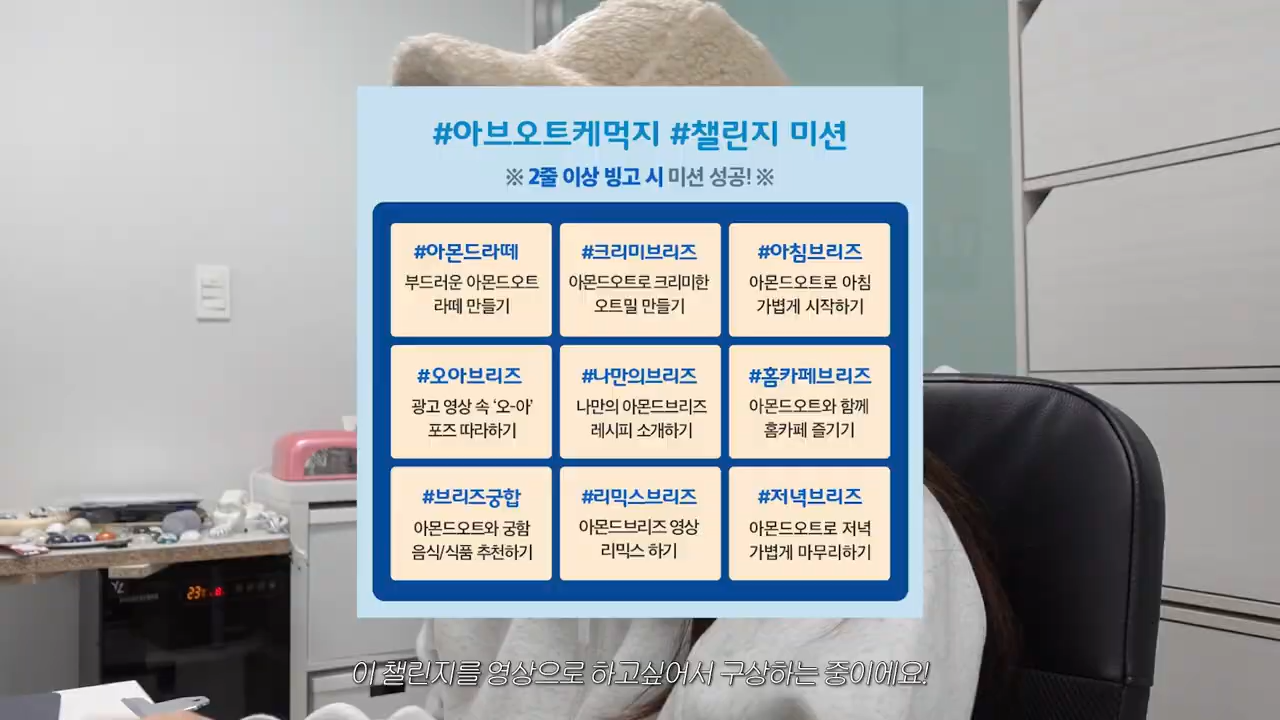 #아브오트케먹지 #챌린지 미션
※ 2줄 이상 빙고 시 미션 성공! ※
#아몬드라떼
부드러운 아몬드오트
라떼 만들기
#크리미브리즈
아몬드오트로 크리미한
오트밀 만들기
#아침브리즈
아몬드오트로 아침
가볍게 시작하기
#오아브리즈
광고 영상 속 '오-아'
포즈 따라하기
#나만의브리즈
나만의 아몬드브리즈
레시피 소개하기
#홈카페브리즈
아몬드오트와 함께
홈카페 즐기기
#브리즈궁합
아몬드오트와 궁합
음식/식품 추천하기
#리믹스브리즈
아몬드브리즈 영상
리믹스 하기
#저녁브리즈
아몬드오트로 저녁
가볍게 마무리하기
이 챌린지를 영상으로 하고싶어서 구상하는 중이에요!